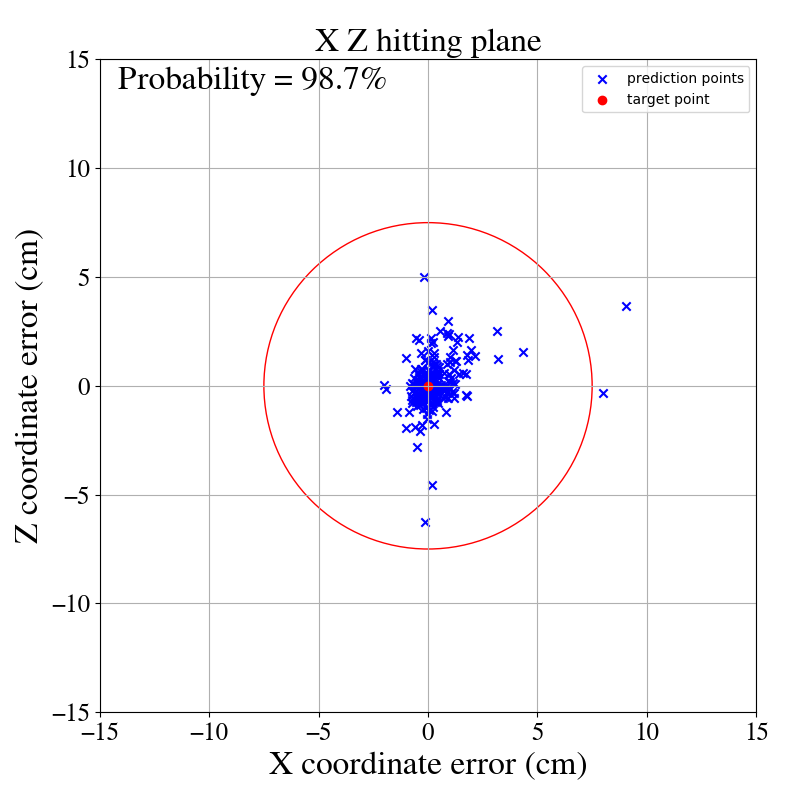 X Z hitting plane
Probability = 98.7%
prediction points
target point
15
10
5
0
−5
−10
−15
Z coordinate error (cm)
−15 −10 −5 0 5 10 15
X coordinate error (cm)